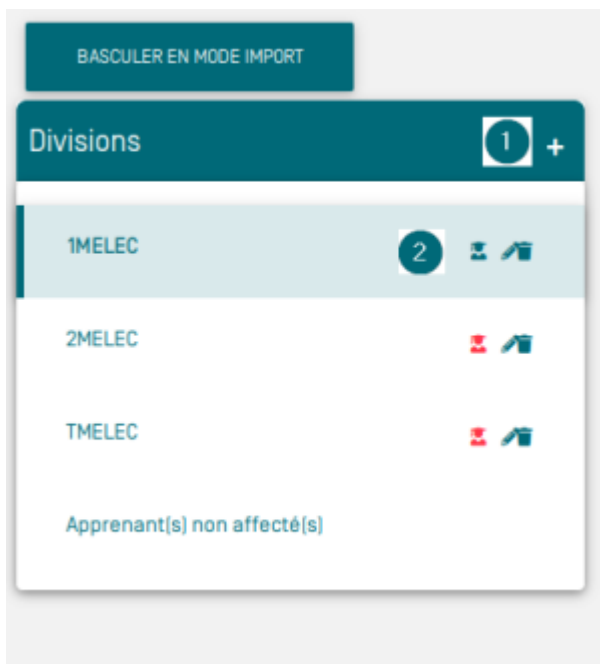 BASCULER EN MODE IMPORT
Divisions 1 +
1MELEC 2
2MELEC
TMELEC
Apprenant(s) non affecté(s)